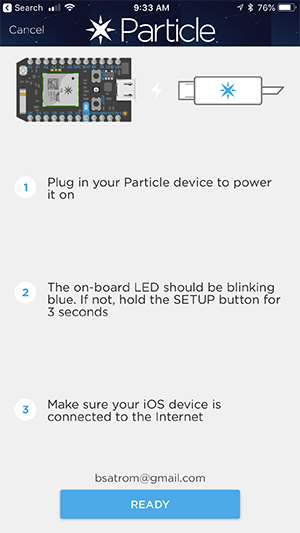 Search 9:33 AM 76%
Cancel Particle
1 Plug in your Particle device to power
it on
2 The on-board LED should be blinking
blue. If not, hold the SETUP button for
3 seconds
3 Make sure your iOS device is
connected to the Internet
bsatrom@gmail.com
READY